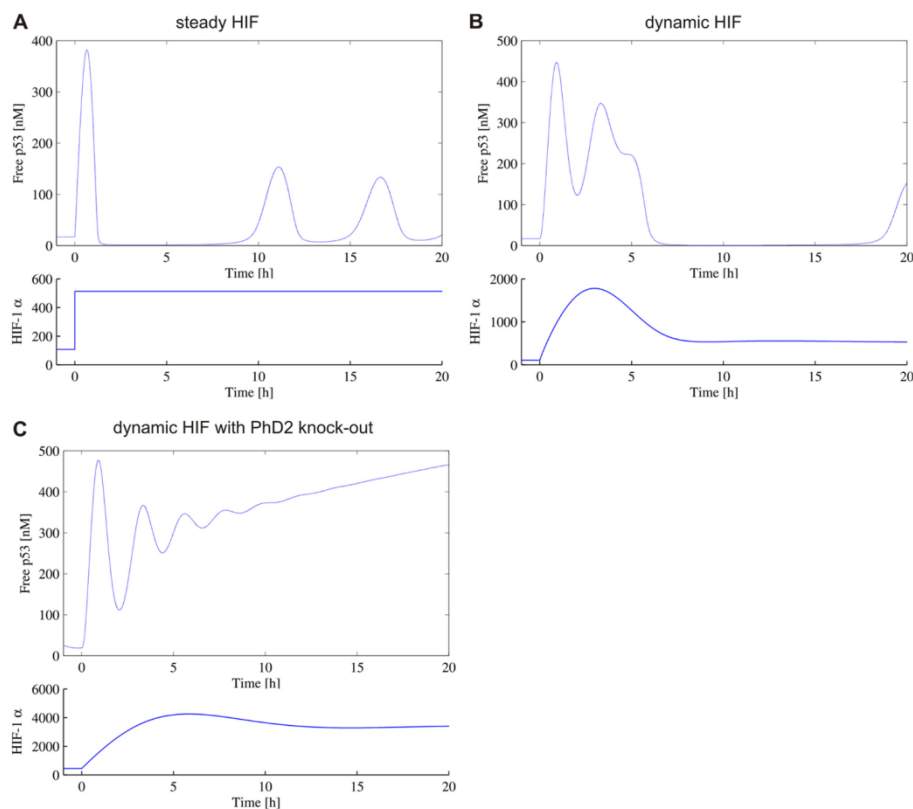 A steady HIF
400
300
200
100
0
Free p53 [nM]
0 5 10 15 20
Time [h]
600
400
200
0
HIF-1 α
0 5 10 15 20
Time [h]
B dynamic HIF
500
400
300
200
100
0
Free p53 [nM]
0 5 10 15 20
Time [h]
2000
1000
0
HIF-1 α
0 5 10 15 20
Time [h]
C dynamic HIF with PhD2 knock-out
500
400
300
200
100
0
Free p53 [nM]
0 5 10 15 20
Time [h]
6000
4000
2000
0
HIF-1 α
0 5 10 15 20
Time [h]